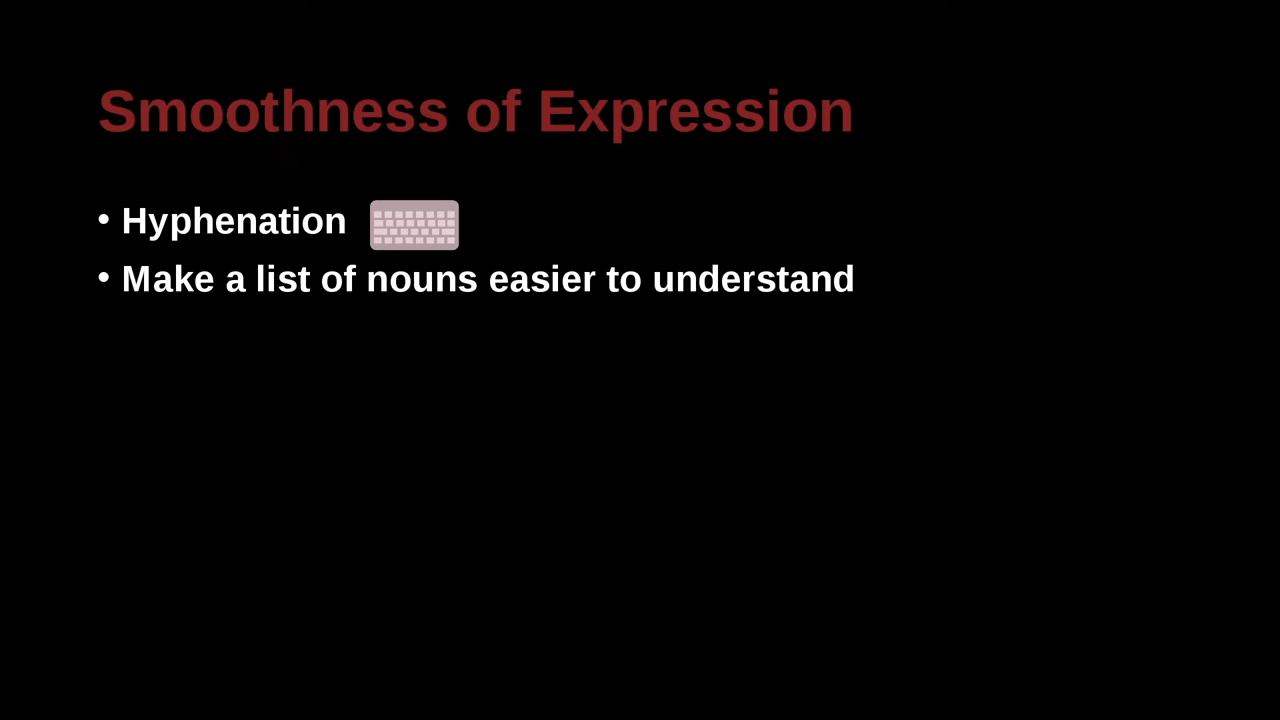 Smoothness of Expression
• Hyphenation
• Make a list of nouns easier to understand